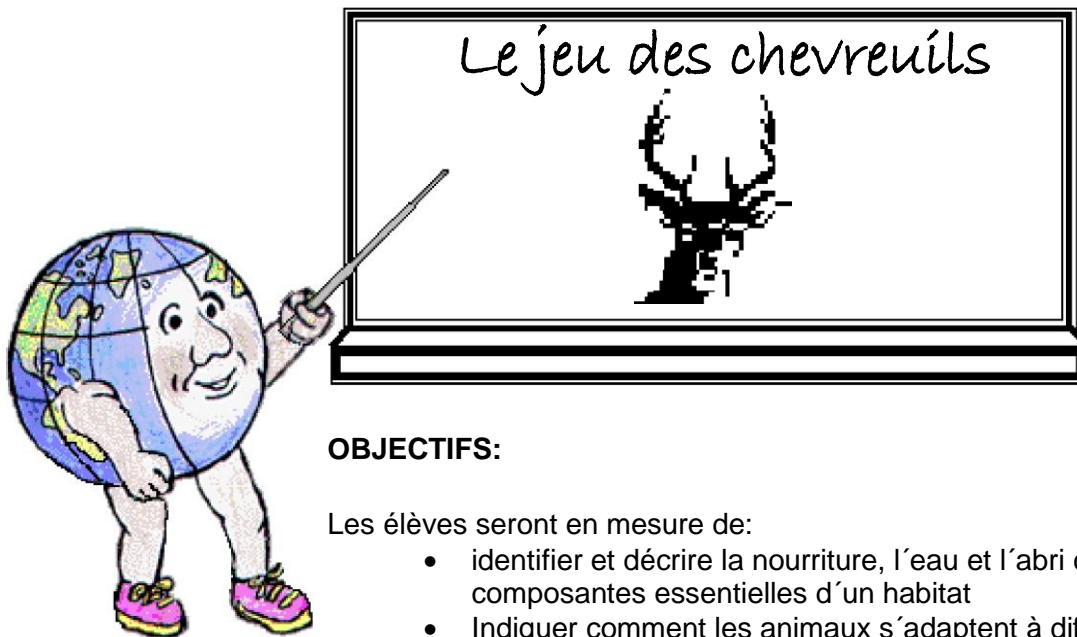 Le jeu des chevreuils
OBJECTIFS:
Les élèves seront en mesure de:
• identifier et décrire la nourriture, l´eau et l´abri
composantes essentielles d´un habitat
• Indiquer comment les animaux s´adaptent à